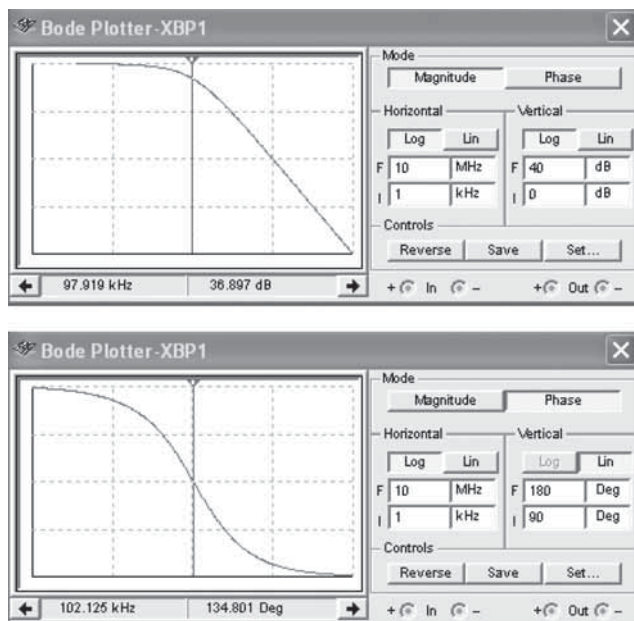 Bode Plotter-XBP1
Mode
Magnitude Phase
Horizontal Vertical
Log Lin Log Lin
F 10 MHz F 40 dB
I 1 kHz I 0 dB
Controls
Reverse Save Set...
97.919 kHz 36.897 dB + In - + Out -
Bode Plotter-XBP1
Mode
Magnitude Phase
Horizontal Vertical
Log Lin Log Lin
F 10 MHz F 180 Deg
I 1 kHz I 90 Deg
Controls
Reverse Save Set...
102.125 kHz 134.801 Deg + In - + Out -